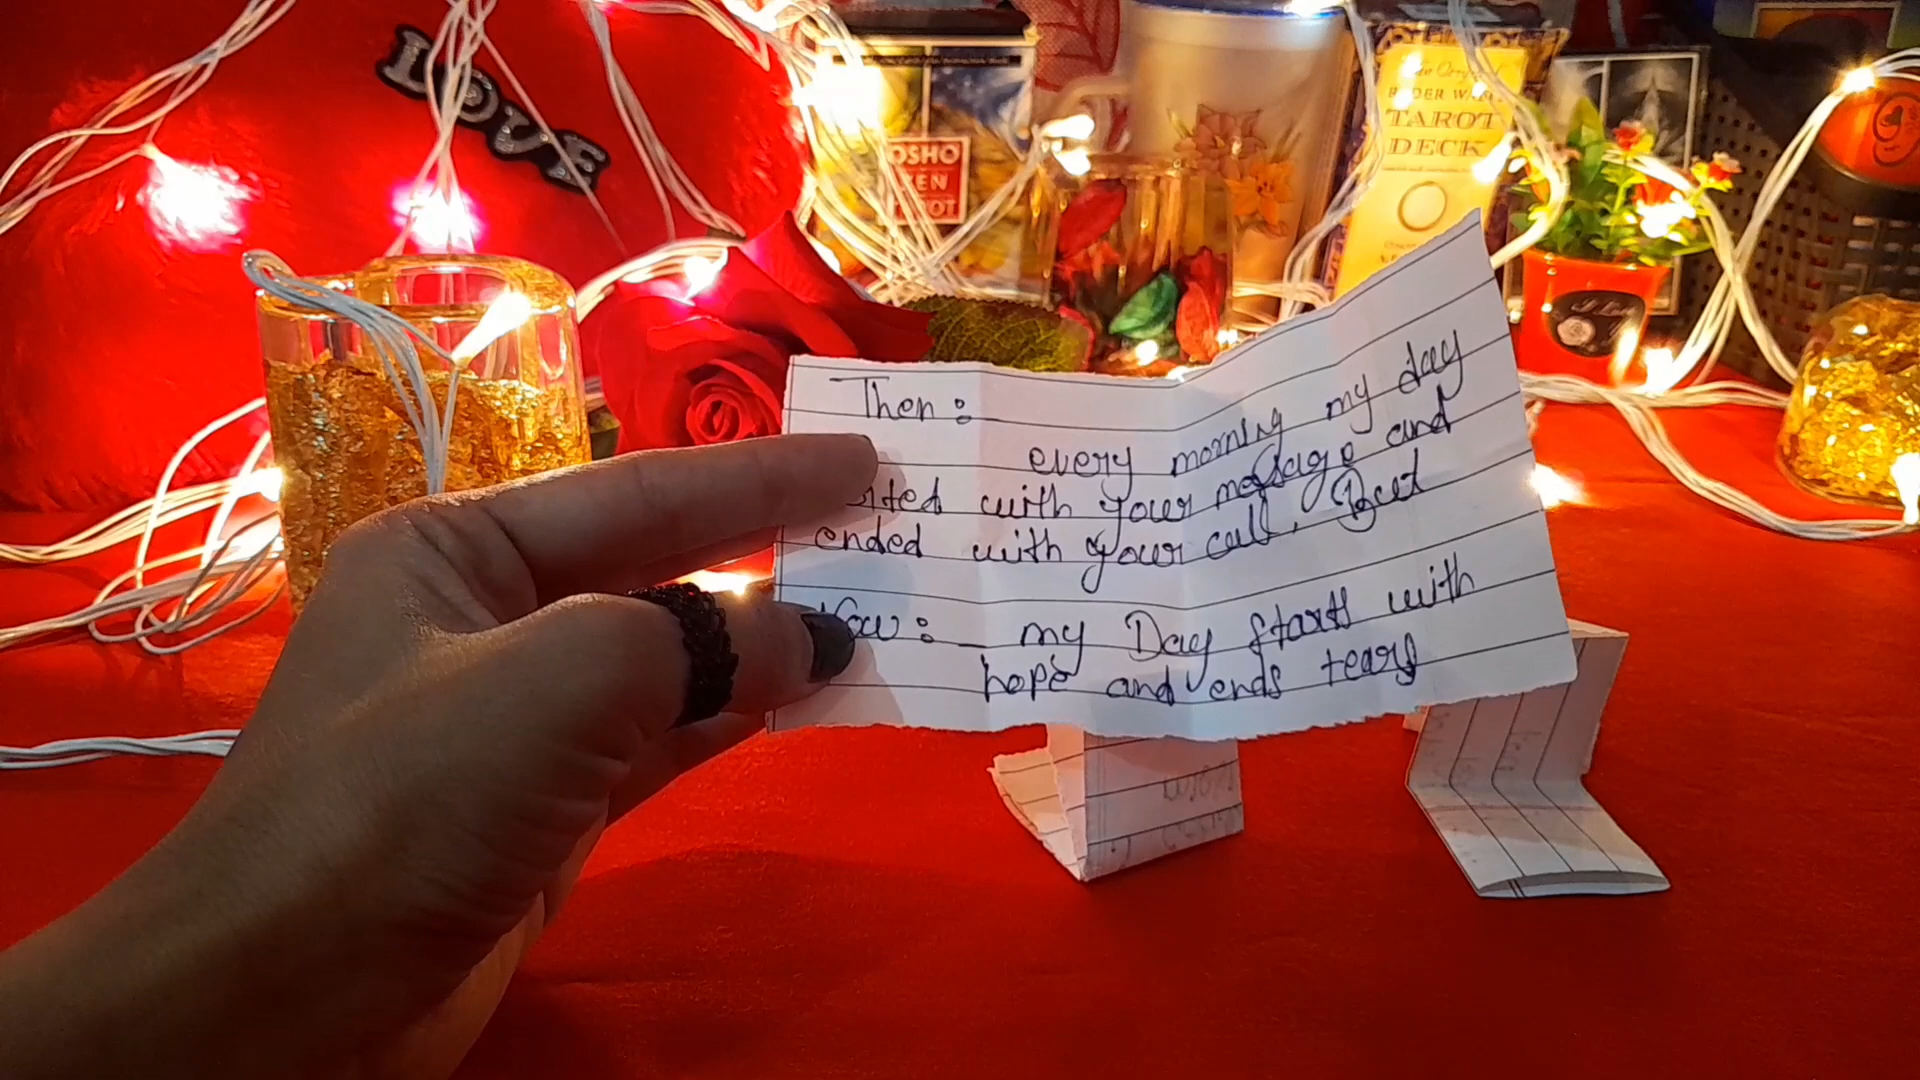 LOVE
OSHO
ZEN
TAROT
RIDER WAITE
TAROT
DECK
Then:
every morning my day
with your message and
ended with your call. But
Now: my Day starts with
hope and ends tears